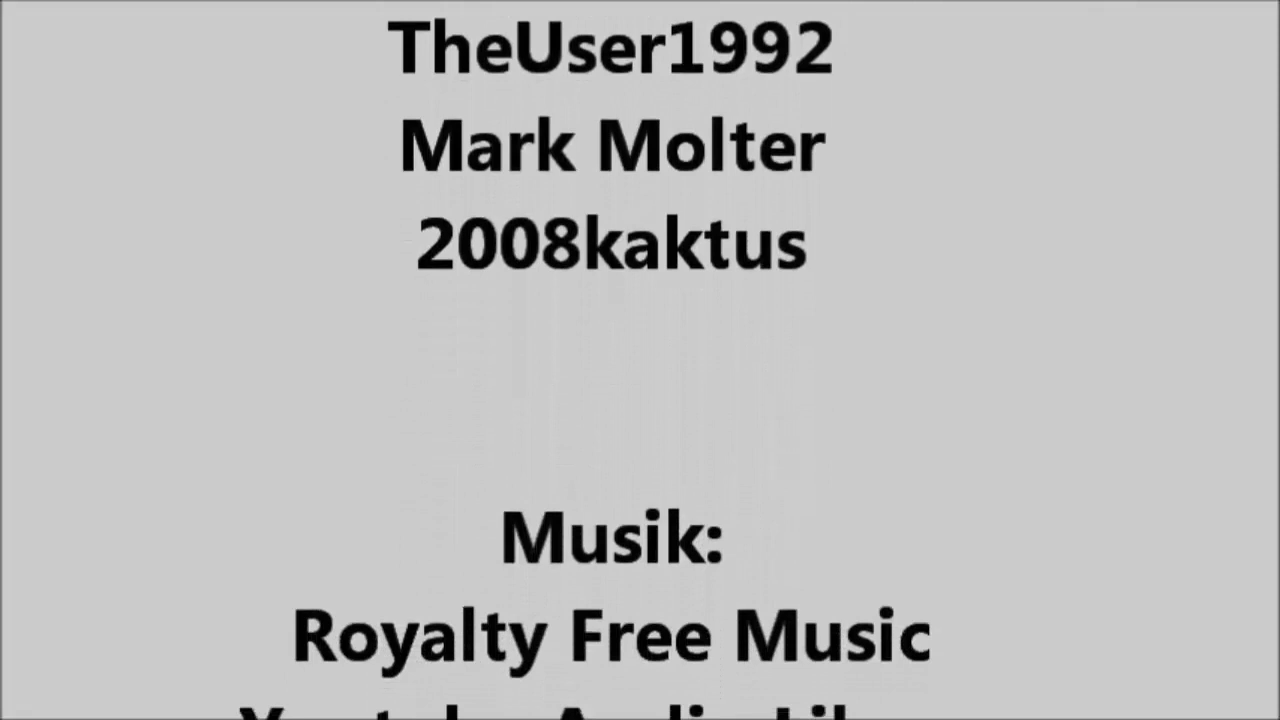 TheUser1992
Mark Molter
2008kaktus
Musik:
Royalty Free Music